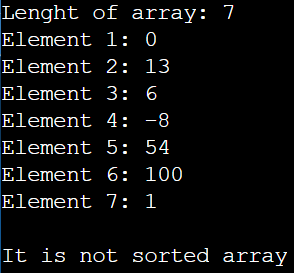 Lenght of array: 7
Element 1: 0
Element 2: 13
Element 3: 6
Element 4: -8
Element 5: 54
Element 6: 100
Element 7: 1
It is not sorted array